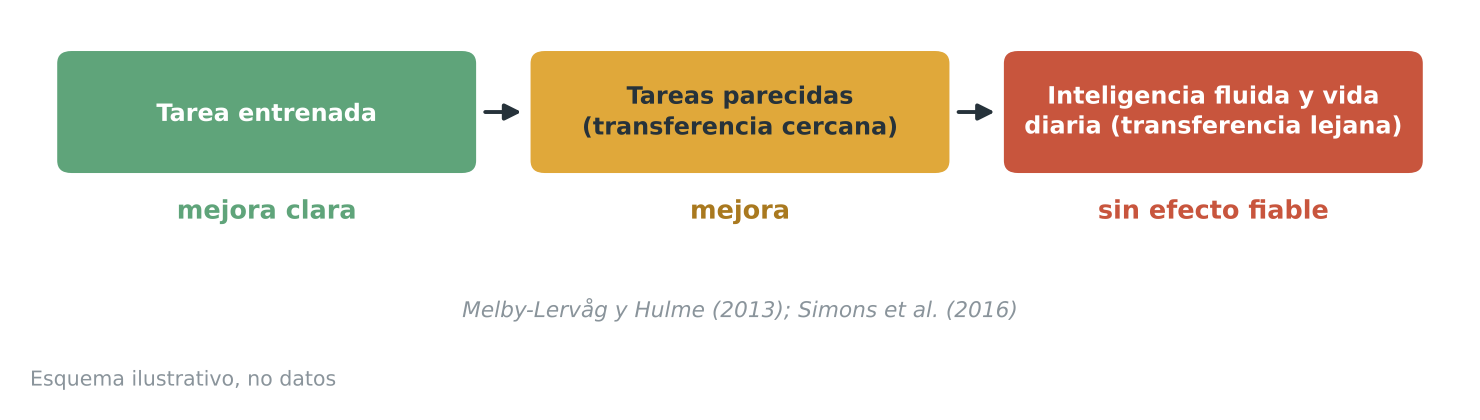 Tarea entrenada
Tareas parecidas
(transferencia cercana)
Inteligencia fluida y vida
diaria (transferencia lejana)
mejora clara
mejora
sin efecto fiable
Melby-Lervåg y Hulme (2013); Simons et al. (2016)
Esquema ilustrativo, no datos